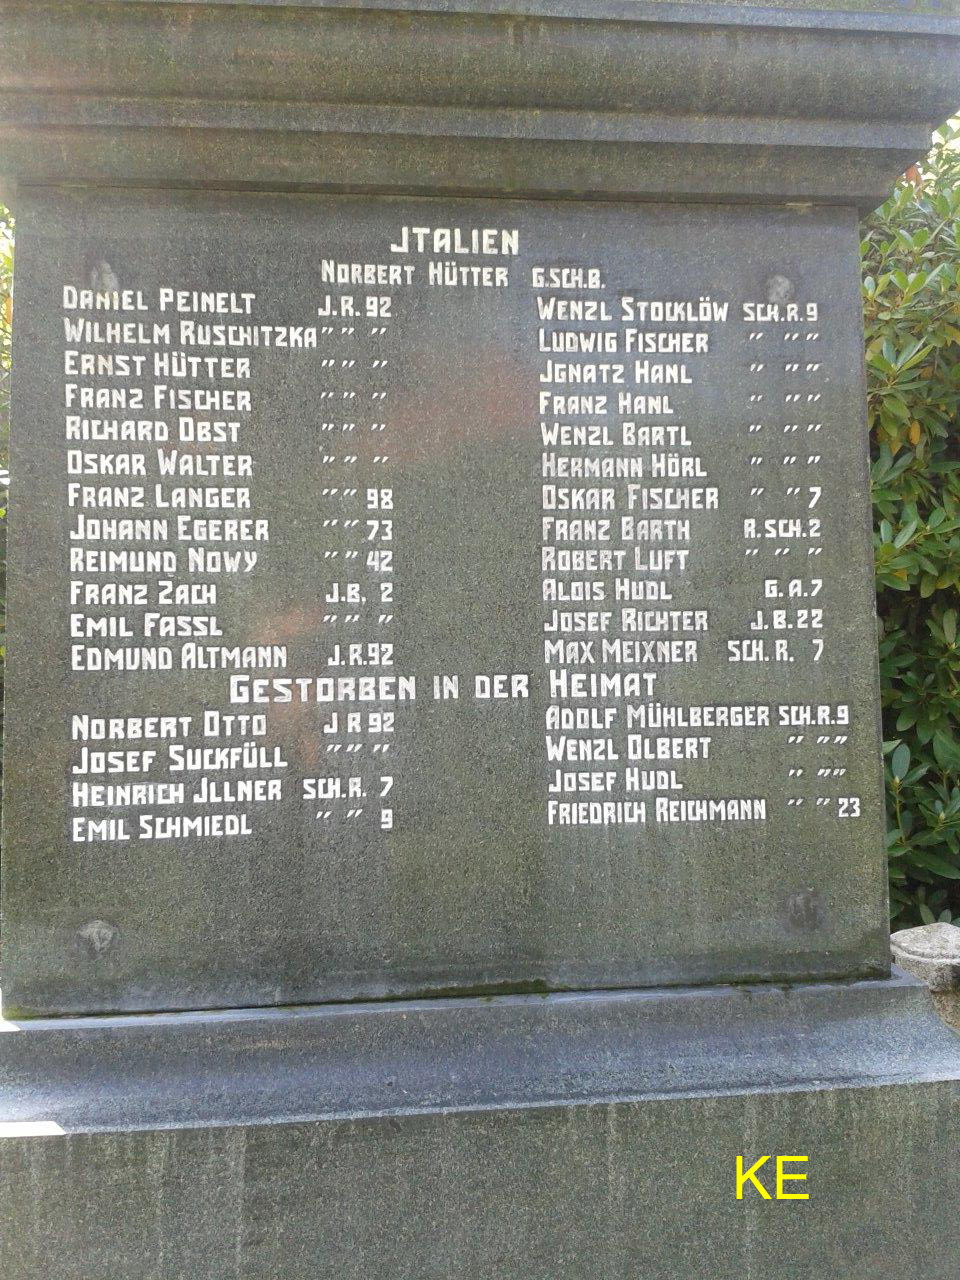 JTALIEN
NORBERT HÜTTER G.SCH.B.
DANIEL PEINELT J.R.92
WILHELM RUSCHITZKA " " "
ERNST HÜTTER " " "
FRANZ FISCHER " " "
RICHARD OBST " " "
OSKAR WALTER " " "
FRANZ LANGER " " 98
JOHANN EGERER " " 73
REIMUND NOWY " " 42
FRANZ ZACH J.B. 2
EMIL FASSL " " "
EDMUND ALTMANN J.R.92
WENZL STOCKLÖW SCH.R.9
LUDWIG FISCHER " " "
JGNATZ HANL " " "
FRANZ HANL " " "
WENZL BARTL " " "
HERMANN HÖRL " " "
OSKAR FISCHER " " 7
FRANZ BARTH R.SCH.2
ROBERT LUFT " " "
ALOIS HUDL G.A.7
JOSEF RICHTER J.B.22
MAX MEIXNER SCH.R. 7
GESTORBEN IN DER HEIMAT
NORBERT OTTO J R 92
JOSEF SUCKFÜLL " " "
HEINRICH JLLNER SCH.R. 7
EMIL SCHMIEDL " " 9
ADOLF MÜHLBERGER SCH.R.9
WENZL OLBERT " " "
JOSEF HUDL " " "
FRIEDRICH REICHMANN " " 23
KE